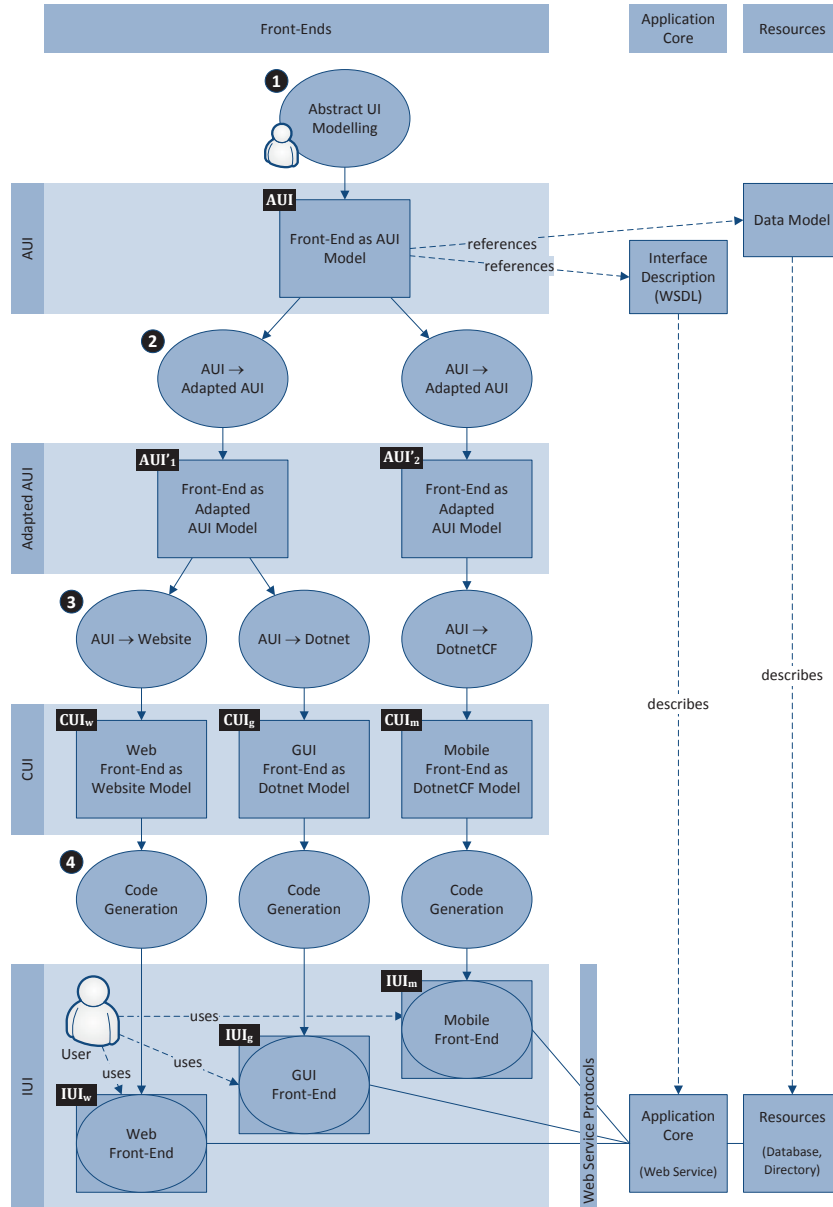 Front-Ends
Application
Core
Resources
1
Abstract UI
Modelling
AUI
AUI
Front-End as AUI
Model
references
references
Data Model
Interface
Description
(WSDL)
2
AUI →
Adapted AUI
AUI →
Adapted AUI
Adapted AUI
AUI'₁
Front-End as
Adapted
AUI Model
AUI'₂
Front-End as
Adapted
AUI Model
3
AUI → Website
AUI → Dotnet
AUI →
DotnetCF
describes
describes
CUI
CUIw
Web
Front-End as
Website Model
CUIg
GUI
Front-End as
Dotnet Model
CUIm
Mobile
Front-End as
DotnetCF Model
4
Code
Generation
Code
Generation
Code
Generation
IUI
User
uses
uses
uses
IUIm
Mobile
Front-End
IUIg
GUI
Front-End
IUIw
Web
Front-End
Web Service Protocols
Application
Core
(Web Service)
Resources
(Database,
Directory)